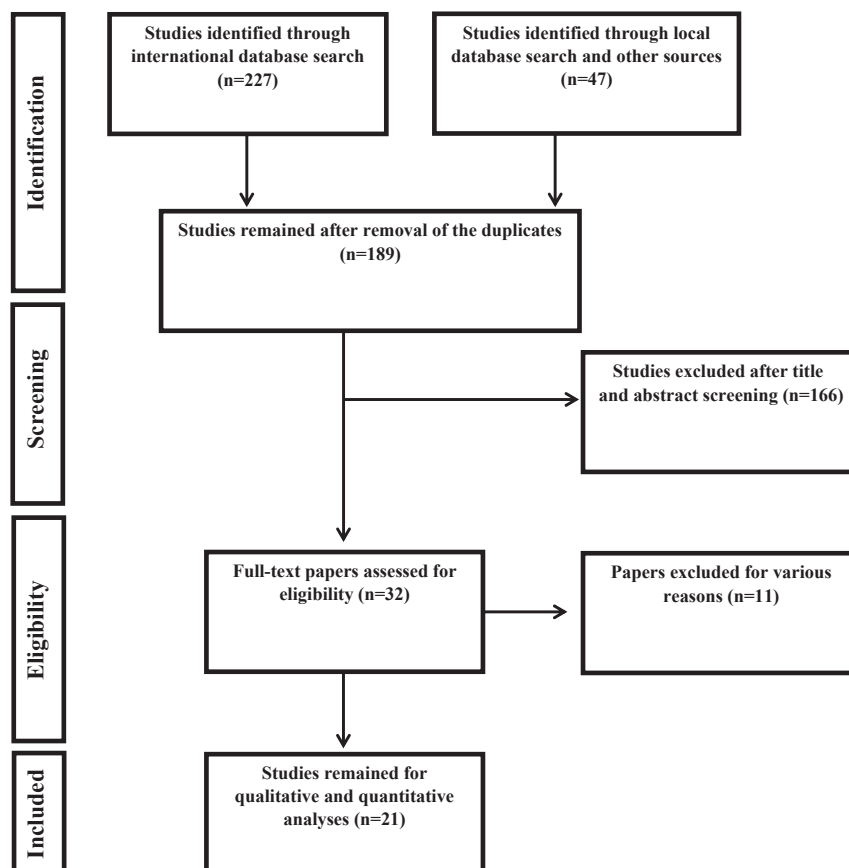 Identification
Studies identified through
international database search
(n=227)
Studies identified through local
database search and other sources
(n=47)
Studies remained after removal of the duplicates
(n=189)
Screening
Studies excluded after title
and abstract screening (n=166)
Eligibility
Full-text papers assessed for
eligibility (n=32)
Papers excluded for various
reasons (n=11)
Included
Studies remained for
qualitative and quantitative
analyses (n=21)